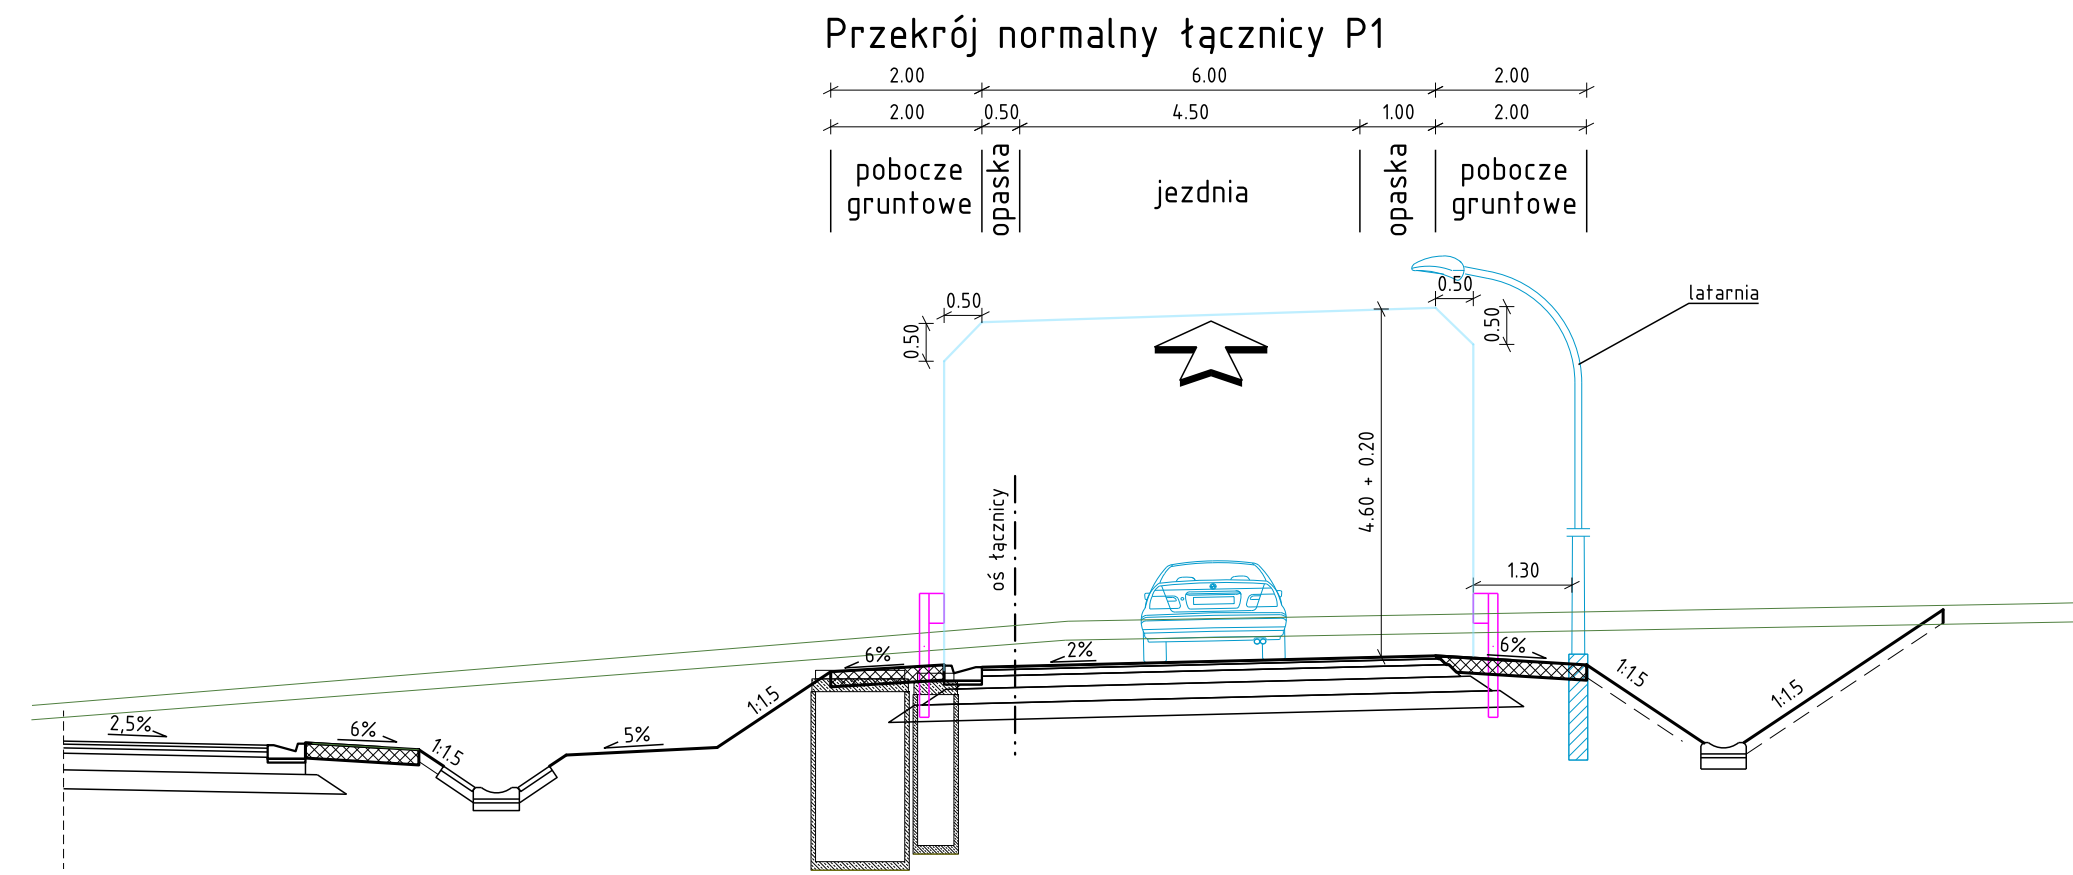 Przekrój normalny łącznicy P1
2.00
6.00
2.00
2.00
0.50
4.50
1.00
2.00
pobocze
gruntowe
opaska
jezdnia
opaska
pobocze
gruntowe
0.50
0.50
0.50
0.50
latarnia
4.60 + 0.20
oś łącznicy
1.30
6%
2%
6%
1:1.5
1:1.5
1:1.5
2,5%
6%
1:1.5
5%